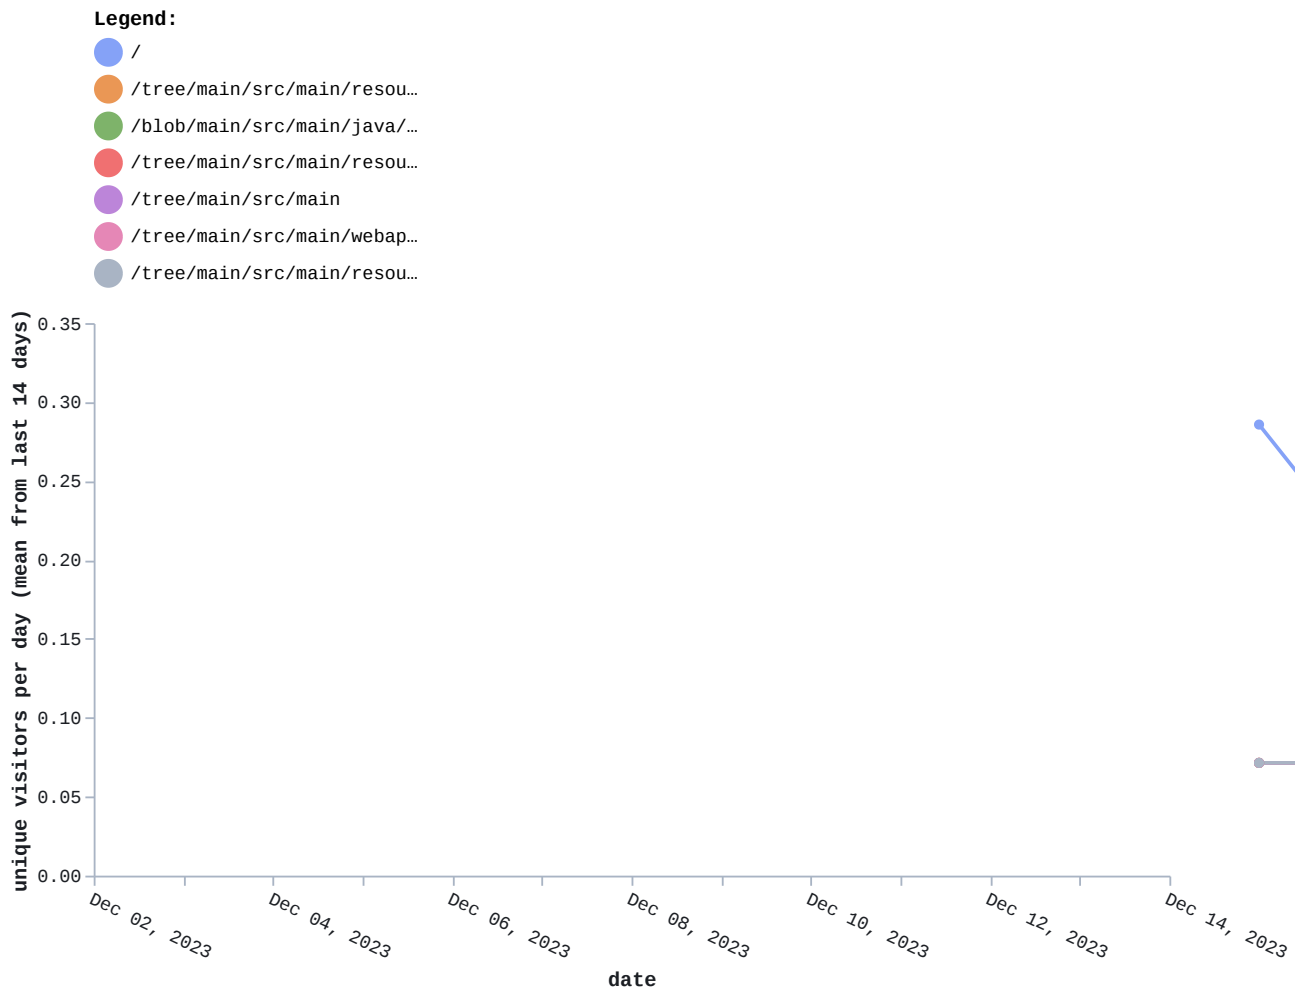 Legend:
/
/tree/main/src/main/resou…
/blob/main/src/main/java/…
/tree/main/src/main/resou…
/tree/main/src/main
/tree/main/src/main/webap…
/tree/main/src/main/resou…
unique visitors per day (mean from last 14 days)
0.35
0.30
0.25
0.20
0.15
0.10
0.05
0.00
Dec 02, 2023
Dec 04, 2023
Dec 06, 2023
Dec 08, 2023
Dec 10, 2023
Dec 12, 2023
Dec 14, 2023
date